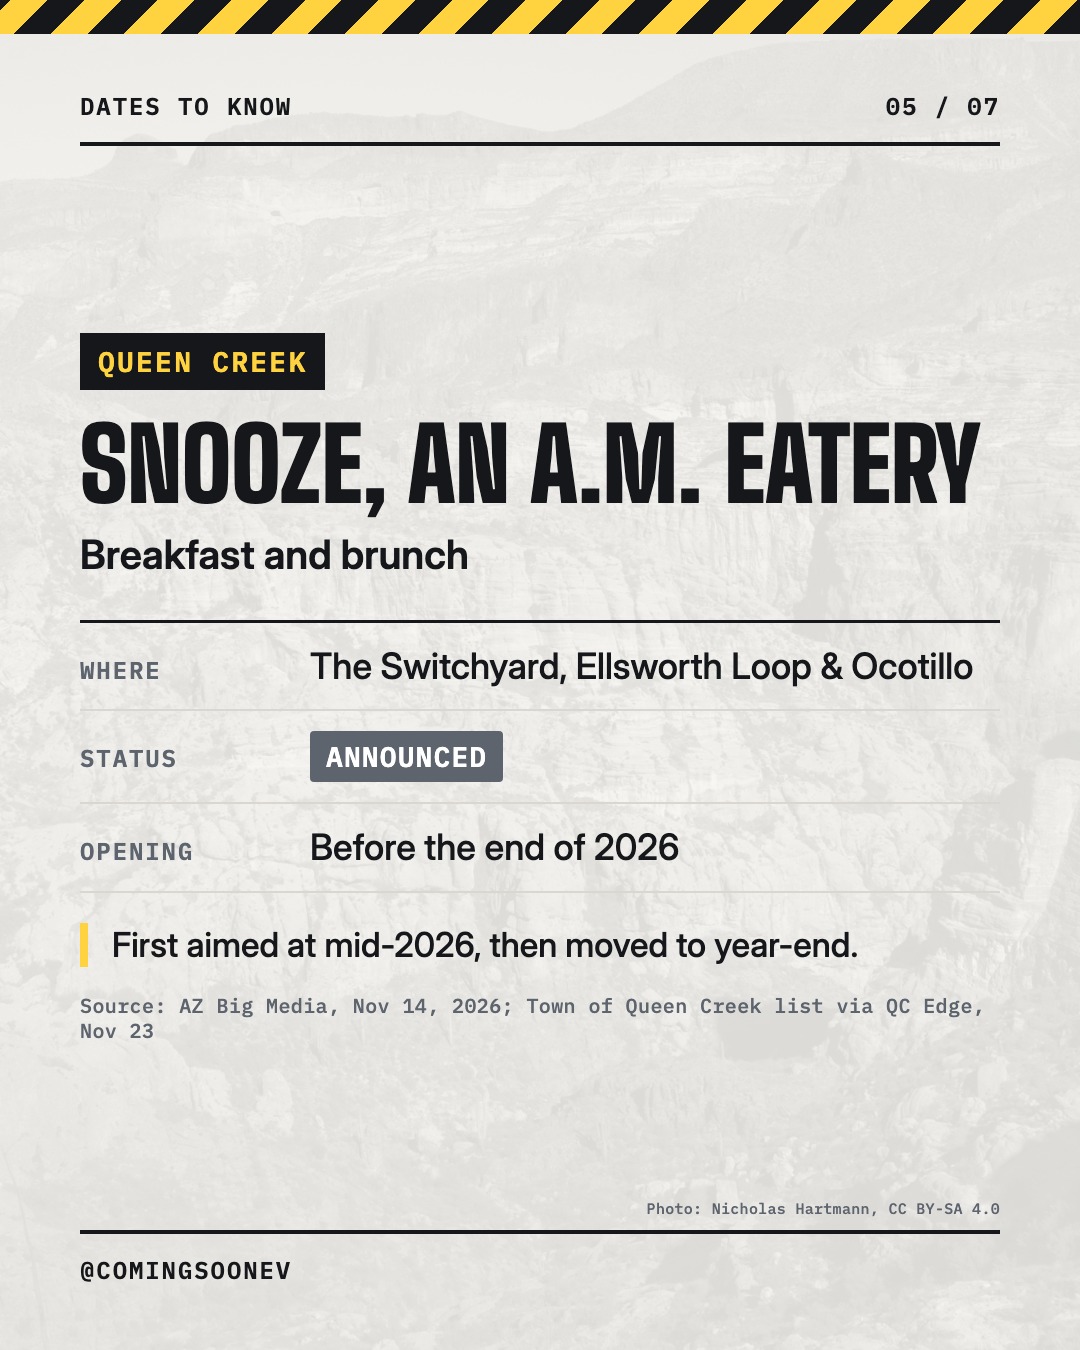 DATES TO KNOW
05 / 07
QUEEN CREEK
SNOOZE, AN A.M. EATERY
Breakfast and brunch
WHERE
The Switchyard, Ellsworth Loop & Ocotillo
STATUS
ANNOUNCED
OPENING
Before the end of 2026
First aimed at mid-2026, then moved to year-end.
Source: AZ Big Media, Nov 14, 2026; Town of Queen Creek list via QC Edge,
Nov 23
Photo: Nicholas Hartmann, CC BY-SA 4.0
@COMINGSOONEV